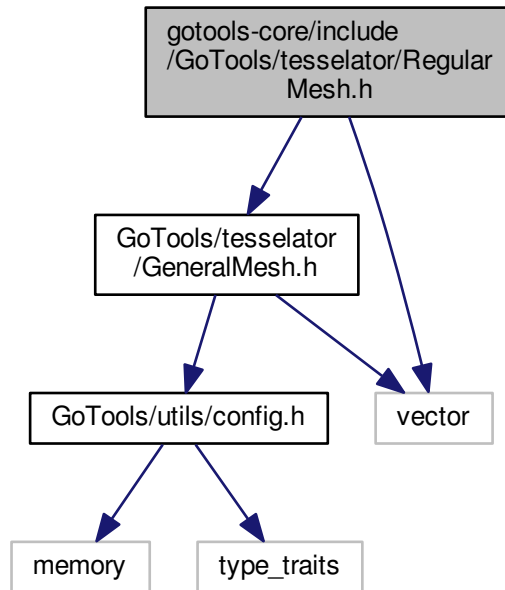 gotools-core/include
/GoTools/tesselator/Regular
Mesh.h
GoTools/tesselator
/GeneralMesh.h
GoTools/utils/config.h
vector
memory
type_traits